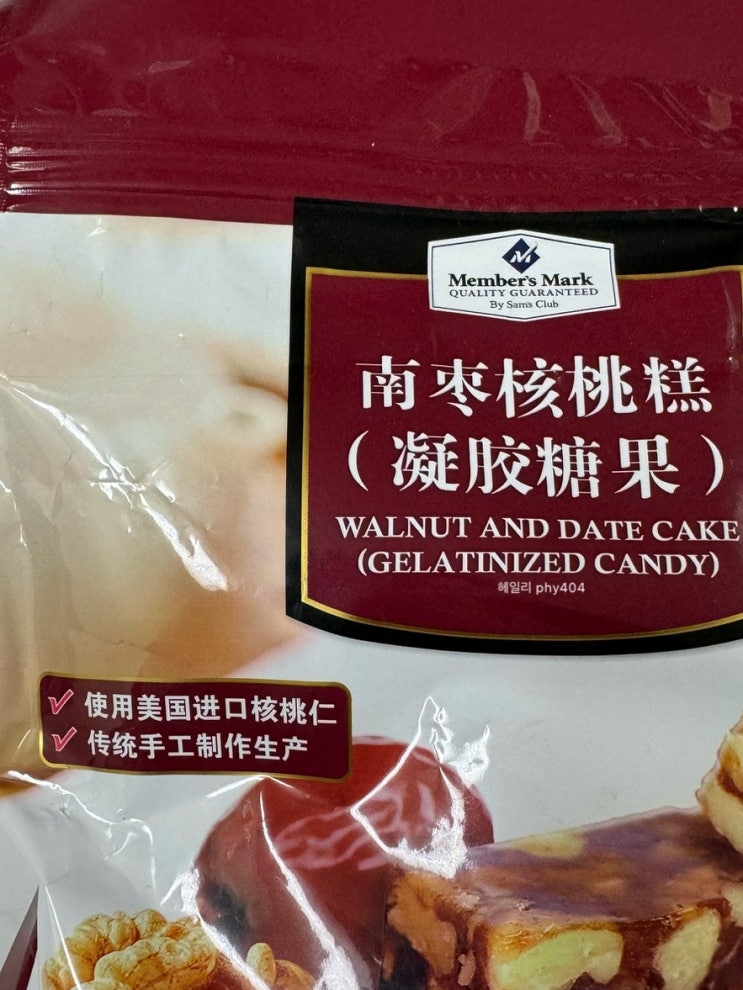 Member's Mark
QUALITY GUARANTEED
By Sam's Club
南枣核桃糕
（凝胶糖果）
WALNUT AND DATE CAKE
(GELATINIZED CANDY)
헤일리 phy404
使用美国进口核桃仁
传统手工制作生产